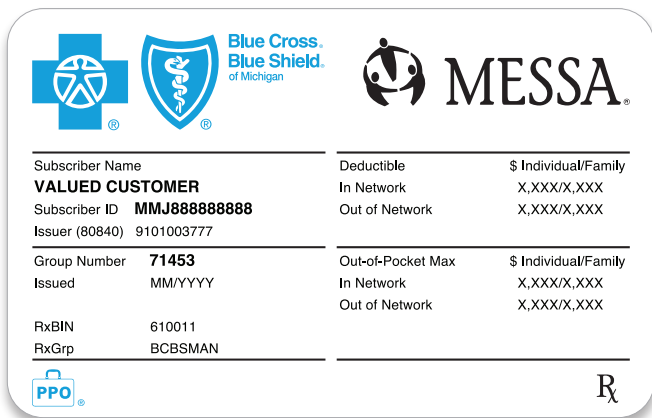 Blue Cross®
Blue Shield®
of Michigan
® ®
MESSA®
Subscriber Name
VALUED CUSTOMER
Subscriber ID MMJ888888888
Issuer (80840) 9101003777
Group Number 71453
Issued MM/YYYY
RxBIN 610011
RxGrp BCBSMAN
Deductible $ Individual/Family
In Network X,XXX/X,XXX
Out of Network X,XXX/X,XXX
Out-of-Pocket Max $ Individual/Family
In Network X,XXX/X,XXX
Out of Network X,XXX/X,XXX
PPO®
Rx